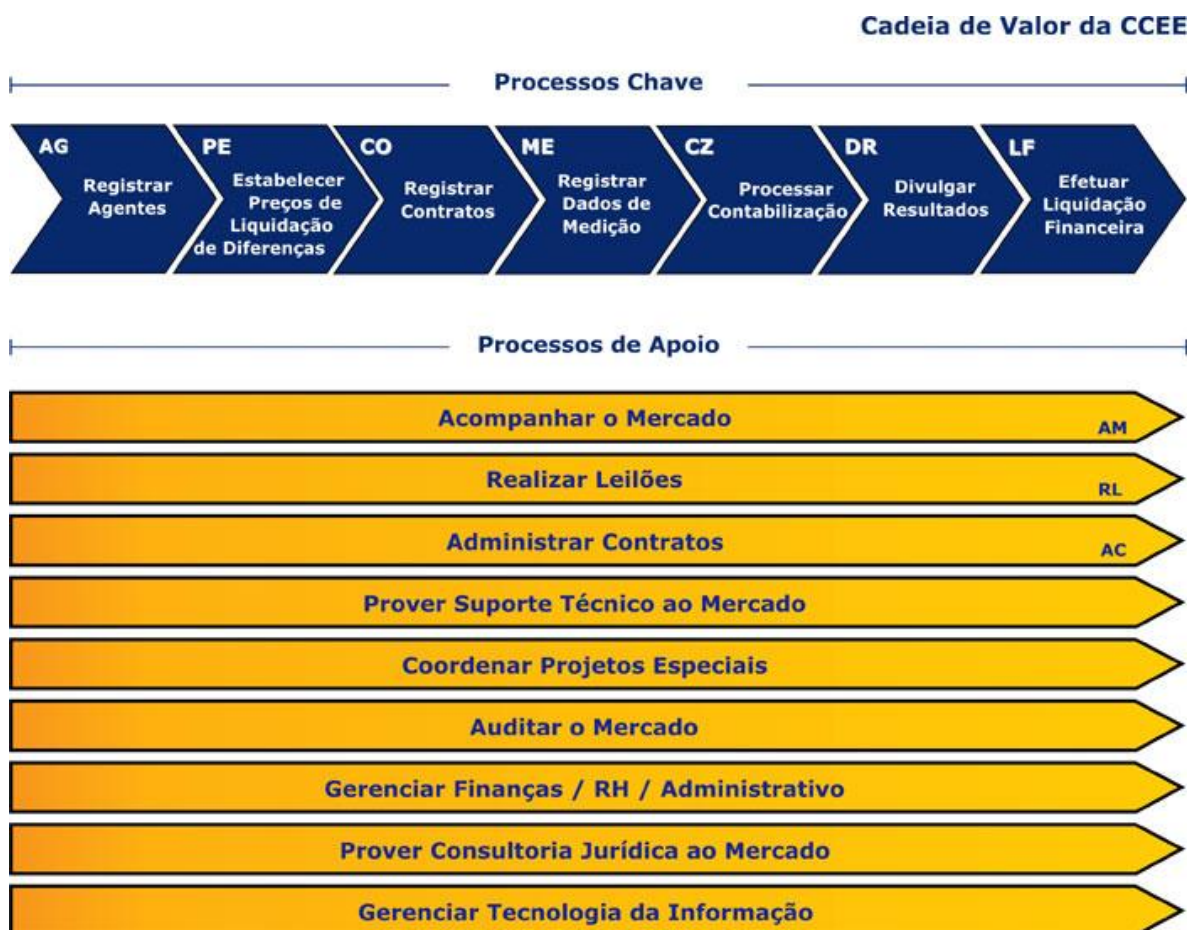 Cadeia de Valor da CCEE
Processos Chave
AG
Registrar
Agentes
PE
Estabelecer
Preços de
Liquidação
de Diferenças
CO
Registrar
Contratos
ME
Registrar
Dados de
Medição
CZ
Processar
Contabilização
DR
Divulgar
Resultados
LF
Efetuar
Liquidação
Financeira
Processos de Apoio
Acompanhar o Mercado AM
Realizar Leilões RL
Administrar Contratos AC
Prover Suporte Técnico ao Mercado
Coordenar Projetos Especiais
Auditar o Mercado
Gerenciar Finanças / RH / Administrativo
Prover Consultoria Jurídica ao Mercado
Gerenciar Tecnologia da Informação